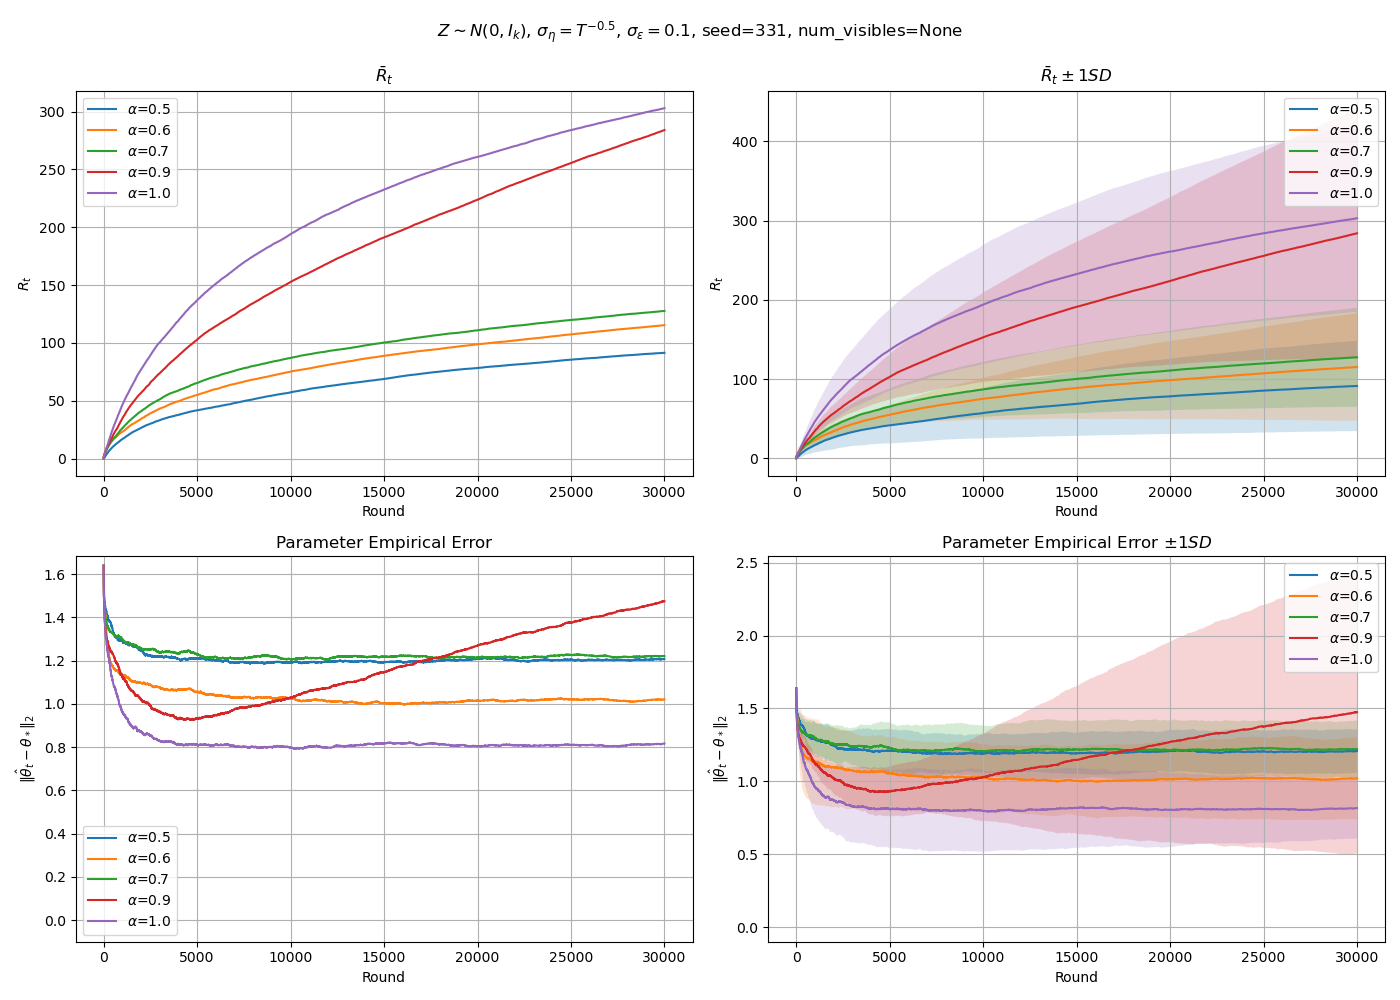 Z ~ N(0, I_k), σ_η = T^{-0.5}, σ_ε = 0.1, seed=331, num_visibles=None
R̄_t
300
250
200
150
100
50
0
R_t
α=0.5
α=0.6
α=0.7
α=0.9
α=1.0
0 5000 10000 15000 20000 25000 30000
Round
R̄_t ± 1SD
400
300
200
100
0
R_t
α=0.5
α=0.6
α=0.7
α=0.9
α=1.0
0 5000 10000 15000 20000 25000 30000
Round
Parameter Empirical Error
1.6
1.4
1.2
1.0
0.8
0.6
0.4
0.2
0.0
‖θ̂_t − θ_*‖_2
α=0.5
α=0.6
α=0.7
α=0.9
α=1.0
0 5000 10000 15000 20000 25000 30000
Round
Parameter Empirical Error ±1SD
2.5
2.0
1.5
1.0
0.5
0.0
‖θ̂_t − θ_*‖_2
α=0.5
α=0.6
α=0.7
α=0.9
α=1.0
0 5000 10000 15000 20000 25000 30000
Round